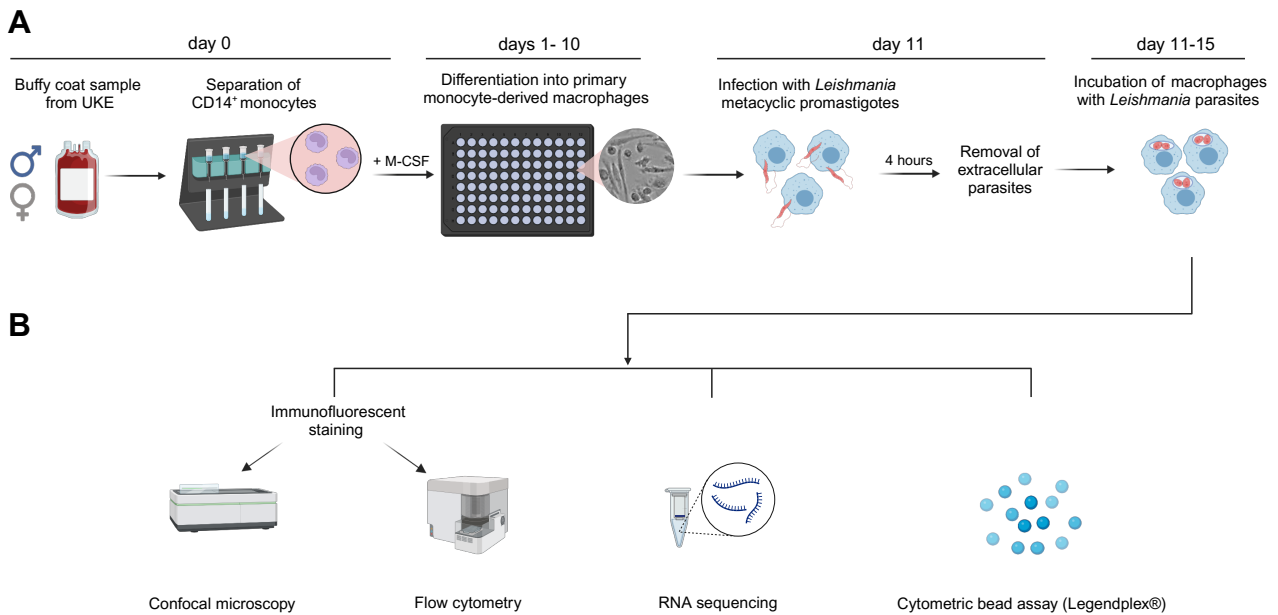 A
day 0
days 1- 10
day 11
day 11-15
Buffy coat sample
from UKE
Separation of
CD14⁺ monocytes
Differentiation into primary
monocyte-derived macrophages
Infection with Leishmania
metacyclic promastigotes
Incubation of macrophages
with Leishmania parasites
+ M-CSF
4 hours
Removal of
extracellular
parasites
B
Immunofluorescent
staining
Confocal microscopy
Flow cytometry
RNA sequencing
Cytometric bead assay (Legendplex®)